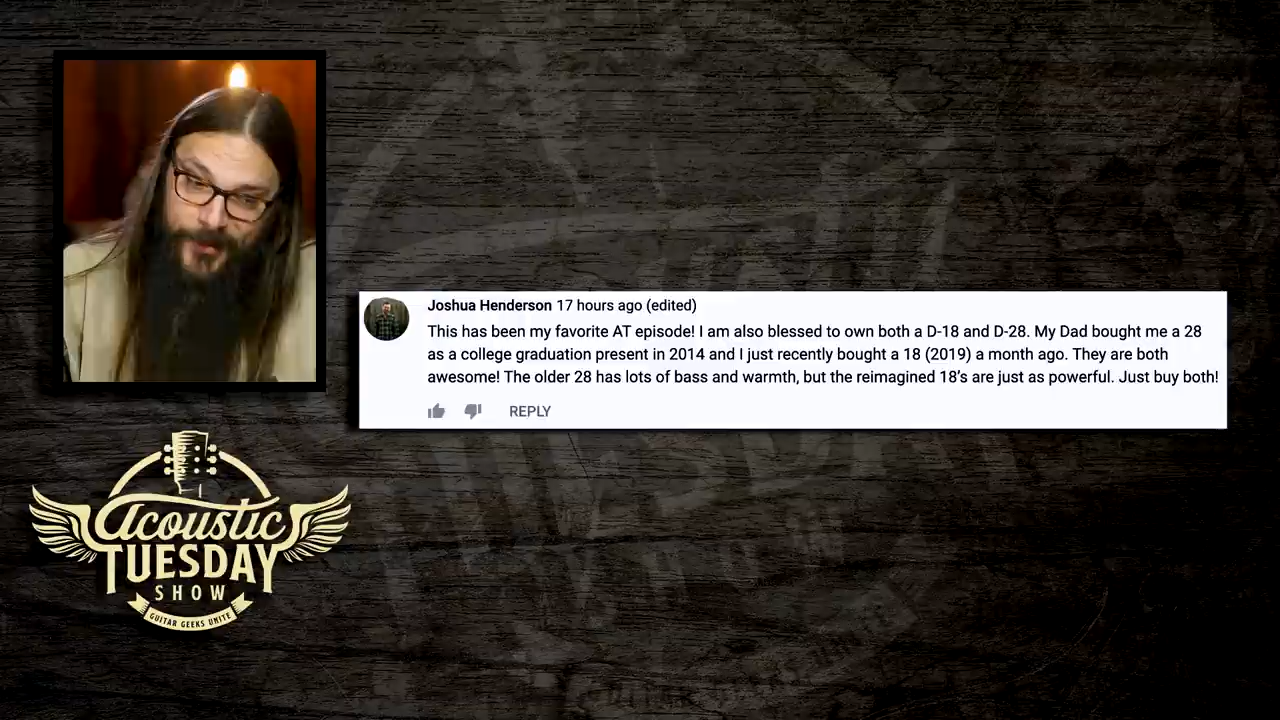 Joshua Henderson 17 hours ago (edited)
This has been my favorite AT episode! I am also blessed to own both a D-18 and D-28. My Dad bought me a 28
as a college graduation present in 2014 and I just recently bought a 18 (2019) a month ago. They are both
awesome! The older 28 has lots of bass and warmth, but the reimagined 18’s are just as powerful. Just buy both!
REPLY
Acoustic
TUESDAY
SHOW
GUITAR GEEKS UNITE